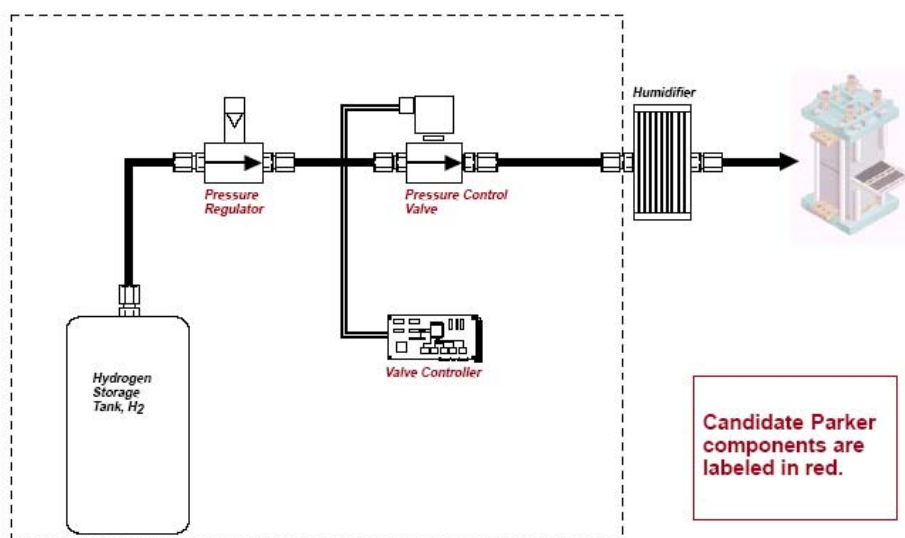 Humidifier
Pressure
Regulator
Pressure Control
Valve
Valve Controller
Hydrogen
Storage
Tank, H2
Candidate Parker
components are
labeled in red.